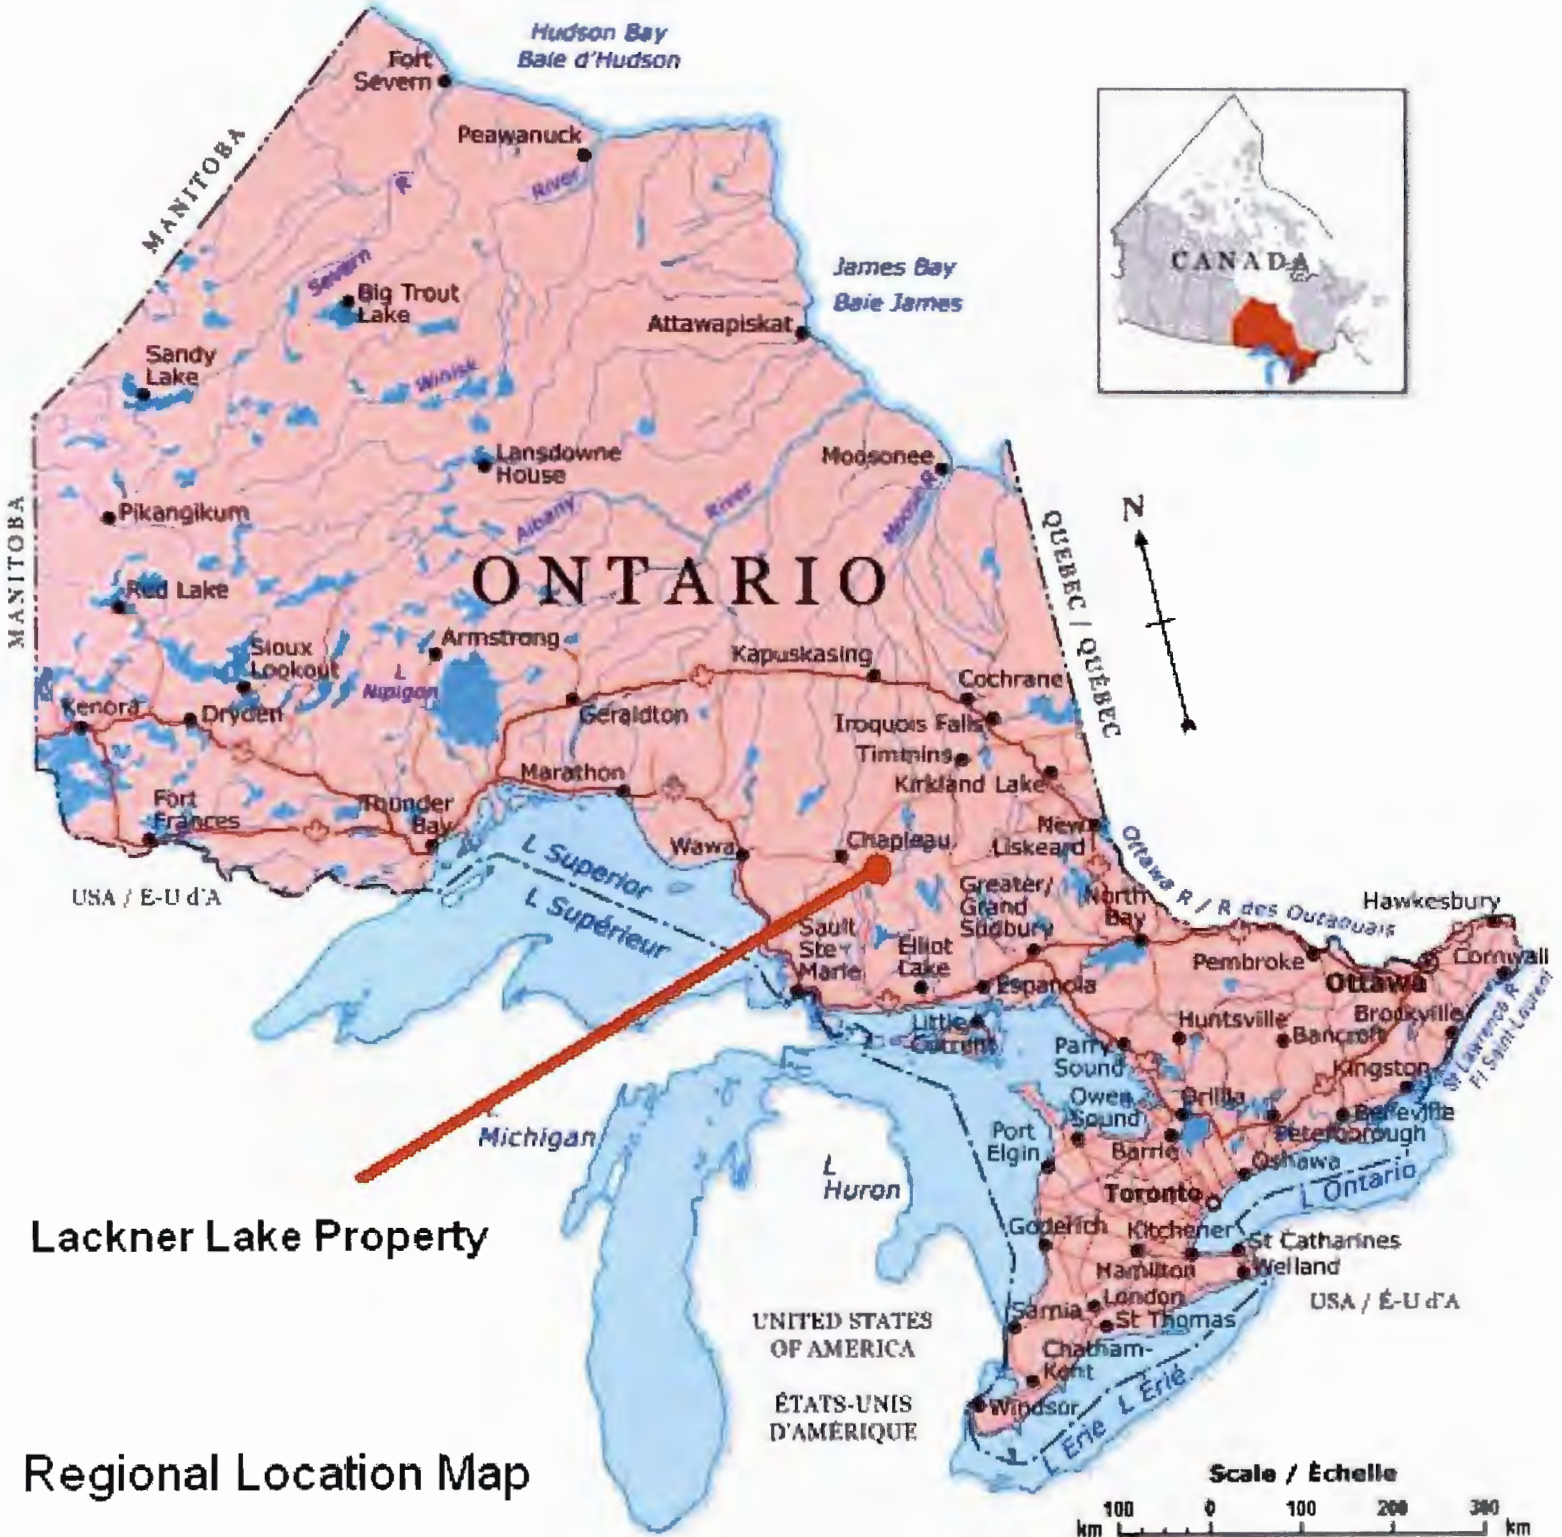 Hudson Bay
Baie d'Hudson
Fort
Severn
Peawanuck
River
R
MANITOBA
Severn
James Bay
Baie James
CANADA
Big Trout
Lake
Attawapiskat
Sandy
Lake
Winisk
Lansdowne
House
Moosonee
Moose R
Pikangikum
MANITOBA
Albany
River
N
QUEBEC / QUÉBEC
ONTARIO
Red Lake
Sioux
Lookout
Armstrong
L
Nipigon
Kapuskasing
Cochrane
Kenora
Dryden
Geraldton
Iroquois Falls
Timmins
Kirkland Lake
Marathon
Fort
Frances
Thunder
Bay
Wawa
Chapleau
New
Liskeard
USA / É-U d'A
L Superior
L Supérieur
Ottawa R / R des Outaouais
Greater/
Grand
Sudbury
North
Bay
Hawkesbury
Sault
Ste
Marie
Elliot
Lake
Espanola
Pembroke
Ottawa
Cornwall
Little
Current
Huntsville
Bancroft
Brockville
St Lawrence R
Fl Saint-Laurent
Parry
Sound
Kingston
Owen
Sound
Orillia
Belleville
Peterborough
Michigan
Port
Elgin
Barrie
Oshawa
L
Huron
Toronto
L Ontario
Lackner Lake Property
Goderich
Kitchener
St Catharines
Hamilton
Welland
USA / É-U d'A
London
Sarnia
St Thomas
UNITED STATES
OF AMERICA
Chatham-
Kent
ÉTATS-UNIS
D'AMÉRIQUE
Windsor
L Erie L Érié
Regional Location Map
Scale / Échelle
100 0 100 200 300
km km